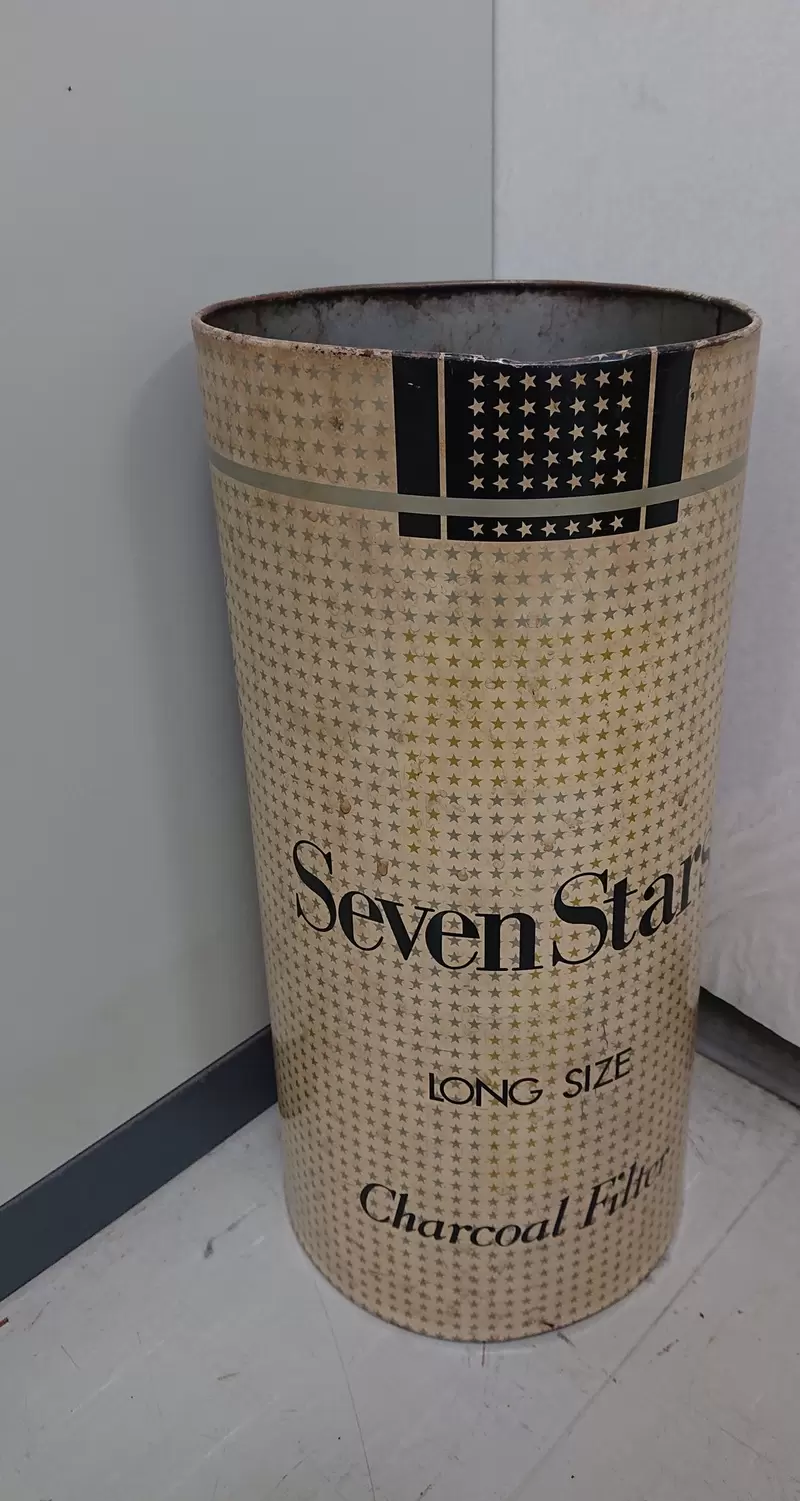 Seven Stars
LONG SIZE
Charcoal Filter